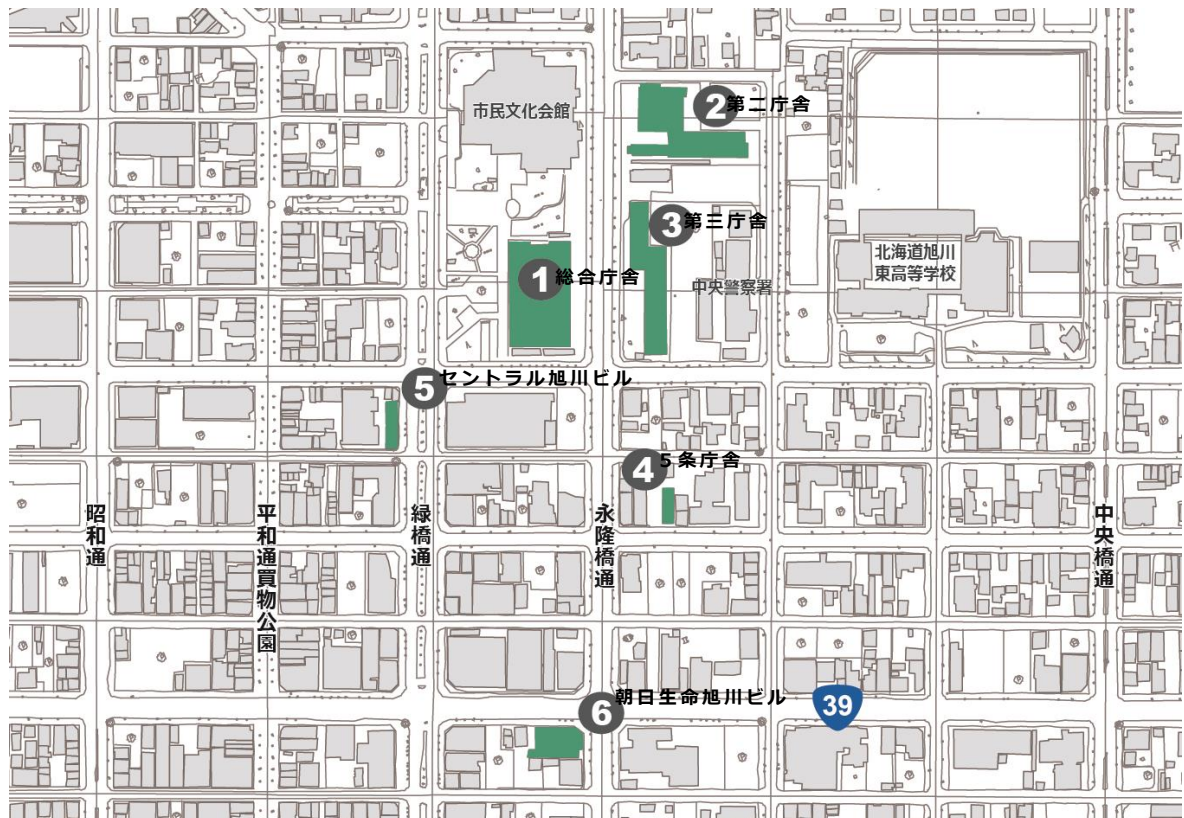 市民文化会館
2 第二庁舎
3 第三庁舎
北海道旭川
東高等学校
1 総合庁舎
中央警察署
5 セントラル旭川ビル
4 5条庁舎
昭和通
平和通買物公園
緑橋通
永隆橋通
中央橋通
6 朝日生命旭川ビル
39